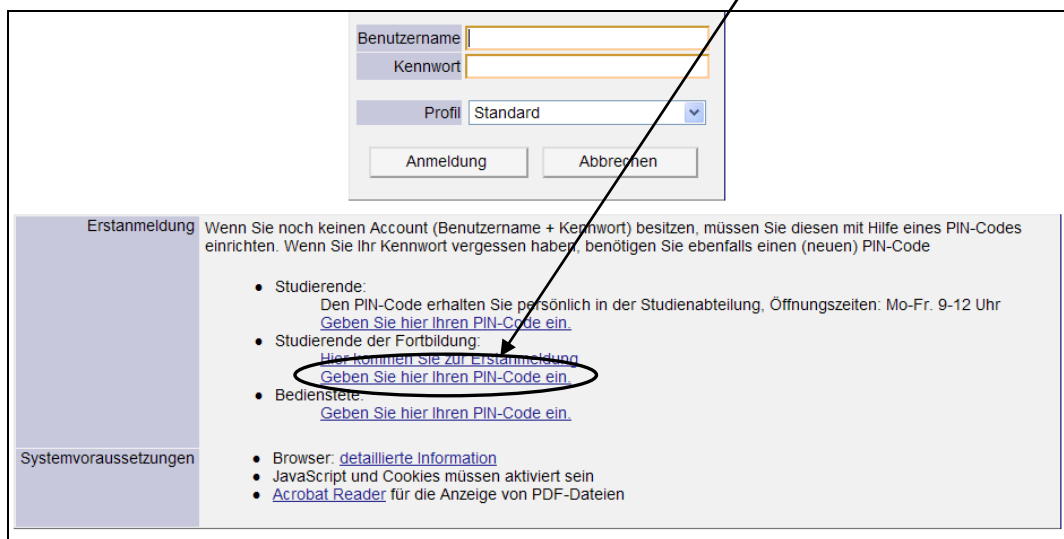 Benutzername
Kennwort
Profil Standard
Anmeldung Abbrechen
Erstanmeldung Wenn Sie noch keinen Account (Benutzername + Kennwort) besitzen, müssen Sie diesen mit Hilfe eines PIN-Codes
einrichten. Wenn Sie Ihr Kennwort vergessen haben, benötigen Sie ebenfalls einen (neuen) PIN-Code
● Studierende:
Den PIN-Code erhalten Sie persönlich in der Studienabteilung, Öffnungszeiten: Mo-Fr. 9-12 Uhr
Geben Sie hier Ihren PIN-Code ein.
● Studierende der Fortbildung:
Hier kommen Sie zur Erstanmeldung
Geben Sie hier Ihren PIN-Code ein.
● Bedienstete:
Geben Sie hier Ihren PIN-Code ein.
Systemvoraussetzungen ● Browser: detaillierte Information
● JavaScript und Cookies müssen aktiviert sein
● Acrobat Reader für die Anzeige von PDF-Dateien